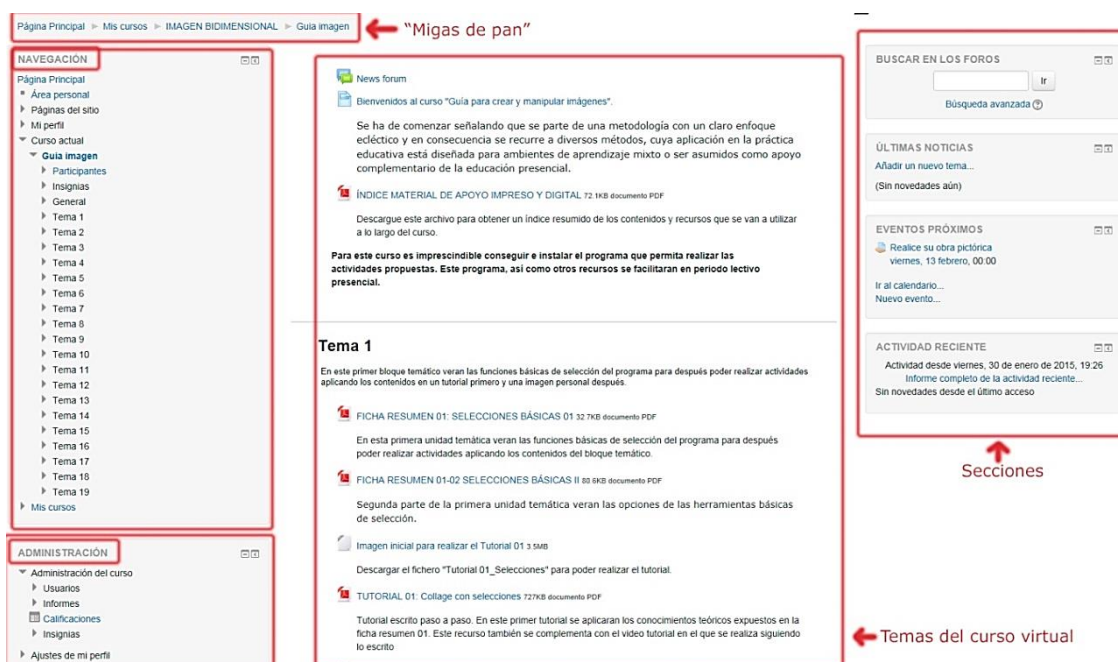 Página Principal ► Mis cursos ► IMAGEN BIDIMENSIONAL ► Guia imagen
"Migas de pan"
NAVEGACIÓN
Página Principal
Área personal
Páginas del sitio
Mi perfil
Curso actual
Guia imagen
Participantes
Insignias
General
Tema 1
Tema 2
Tema 3
Tema 4
Tema 5
Tema 6
Tema 7
Tema 8
Tema 9
Tema 10
Tema 11
Tema 12
Tema 13
Tema 14
Tema 15
Tema 16
Tema 17
Tema 18
Tema 19
Mis cursos
ADMINISTRACIÓN
Administración del curso
Usuarios
Informes
Calificaciones
Insignias
Ajustes de mi perfil
News forum
Bienvenidos al curso "Guía para crear y manipular imágenes".
Se ha de comenzar señalando que se parte de una metodología con un claro enfoque
ecléctico y en consecuencia se recurre a diversos métodos, cuya aplicación en la práctica
educativa está diseñada para ambientes de aprendizaje mixto o ser asumidos como apoyo
complementario de la educación presencial.
ÍNDICE MATERIAL DE APOYO IMPRESO Y DIGITAL 72.1KB documento PDF
Descargue este archivo para obtener un índice resumido de los contenidos y recursos que se van a utilizar
a lo largo del curso.
Para este curso es imprescindible conseguir e instalar el programa que permita realizar las
actividades propuestas. Este programa, así como otros recursos se facilitaran en periodo lectivo
presencial.
Tema 1
En este primer bloque temático veran las funciones básicas de selección del programa para después poder realizar actividades
aplicando los contenidos en un tutorial primero y una imagen personal después.
FICHA RESUMEN 01: SELECCIONES BÁSICAS 01 32.7KB documento PDF
En esta primera unidad temática veran las funciones básicas de selección del programa para después
poder realizar actividades aplicando los contenidos del bloque temático.
FICHA RESUMEN 01-02 SELECCIONES BÁSICAS II 80.6KB documento PDF
Segunda parte de la primera unidad temática veran las opciones de las herramientas básicas
de selección.
Imagen inicial para realizar el Tutorial 01 3.5MB
Descargar el fichero "Tutorial 01_Selecciones" para poder realizar el tutorial.
TUTORIAL 01: Collage con selecciones 727KB documento PDF
Tutorial escrito paso a paso. En este primer tutorial se aplicaran los conocimientos teóricos expuestos en la
ficha resumen 01. Este recurso también se complementa con el video tutorial en el que se realiza siguiendo
lo escrito
BUSCAR EN LOS FOROS
Ir
Búsqueda avanzada
ÚLTIMAS NOTICIAS
Añadir un nuevo tema...
(Sin novedades aún)
EVENTOS PRÓXIMOS
Realice su obra pictórica
viernes, 13 febrero, 00:00
Ir al calendario...
Nuevo evento...
ACTIVIDAD RECIENTE
Actividad desde viernes, 30 de enero de 2015, 19:26
Informe completo de la actividad reciente...
Sin novedades desde el último acceso
Secciones
Temas del curso virtual